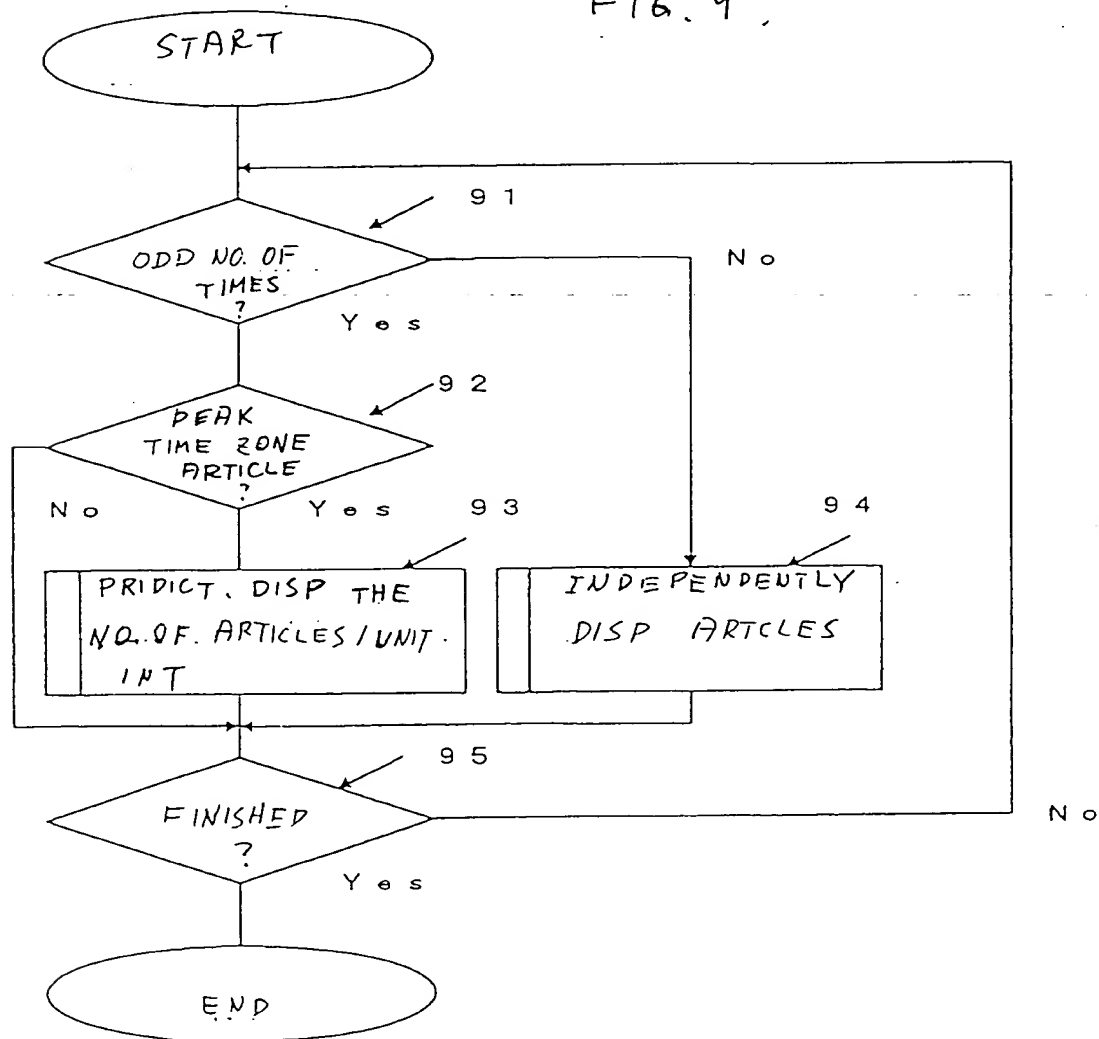 FIG. 9.
START
91
ODD NO. OF
TIMES
?
No
Yes
92
PEAK
TIME ZONE
ARTICLE
?
No
Yes
93
94
PRIDICT. DISP THE
NO. OF. ARTICLES / UNIT.
INT
INDEPENDENTLY
DISP ARTCLES
95
FINISHED
?
No
Yes
END